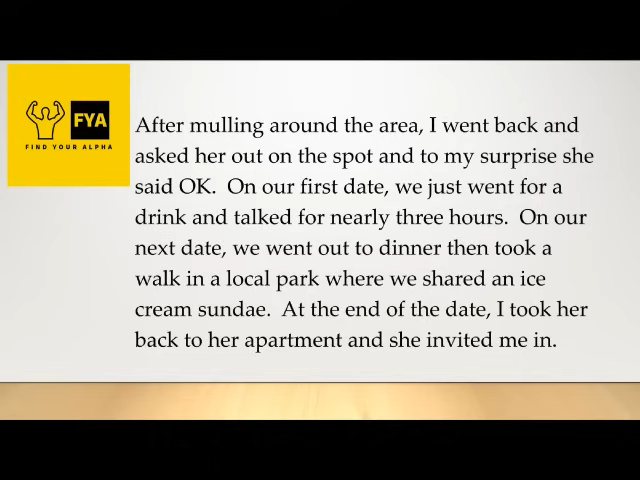 FYA
FIND YOUR ALPHA
After mulling around the area, I went back and
asked her out on the spot and to my surprise she
said OK.  On our first date, we just went for a
drink and talked for nearly three hours.  On our
next date, we went out to dinner then took a
walk in a local park where we shared an ice
cream sundae.  At the end of the date, I took her
back to her apartment and she invited me in.